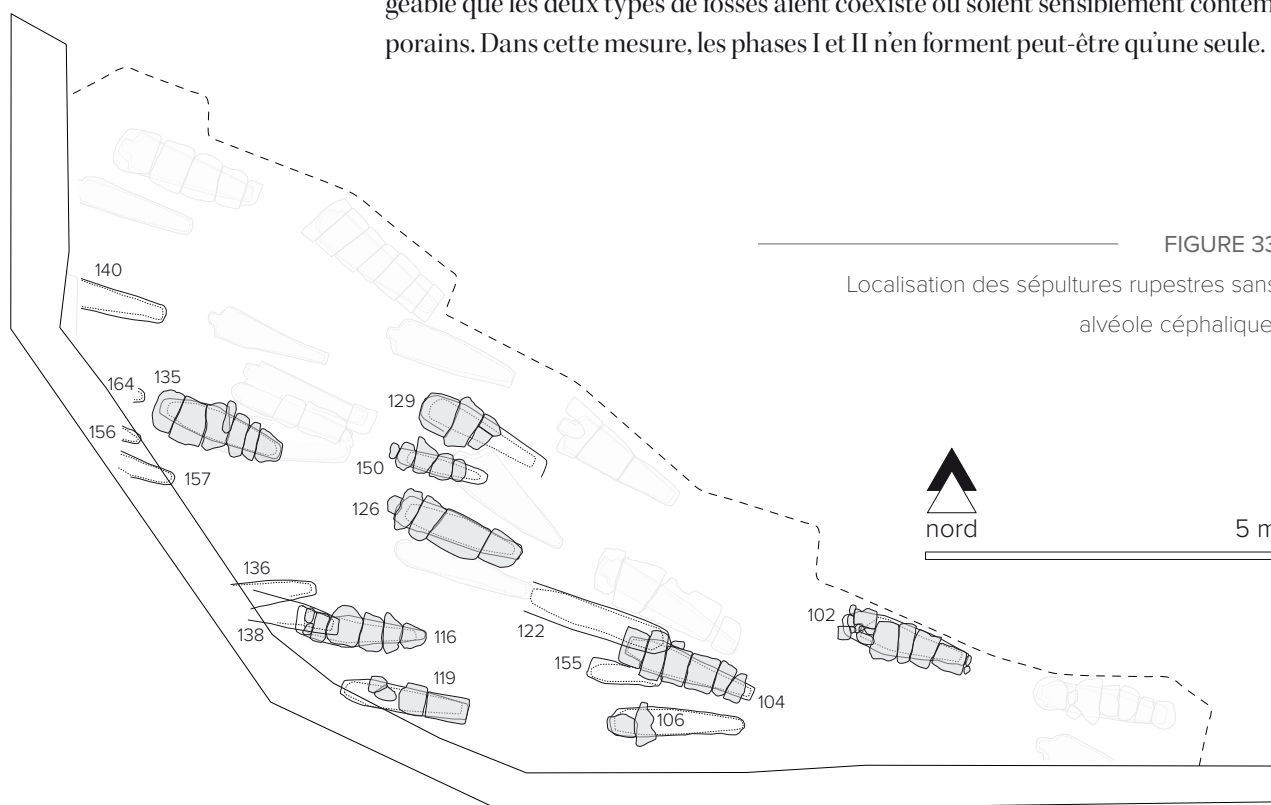 geable que les deux types de fosses aient coexisté ou soient sensiblement contem
porains. Dans cette mesure, les phases I et II n'en forment peut-être qu'une seule.
FIGURE 33
Localisation des sépultures rupestres sans
alvéole céphalique
140
164
135
129
156
150
157
126
nord
5 m
136
102
138
116
122
155
119
104
106